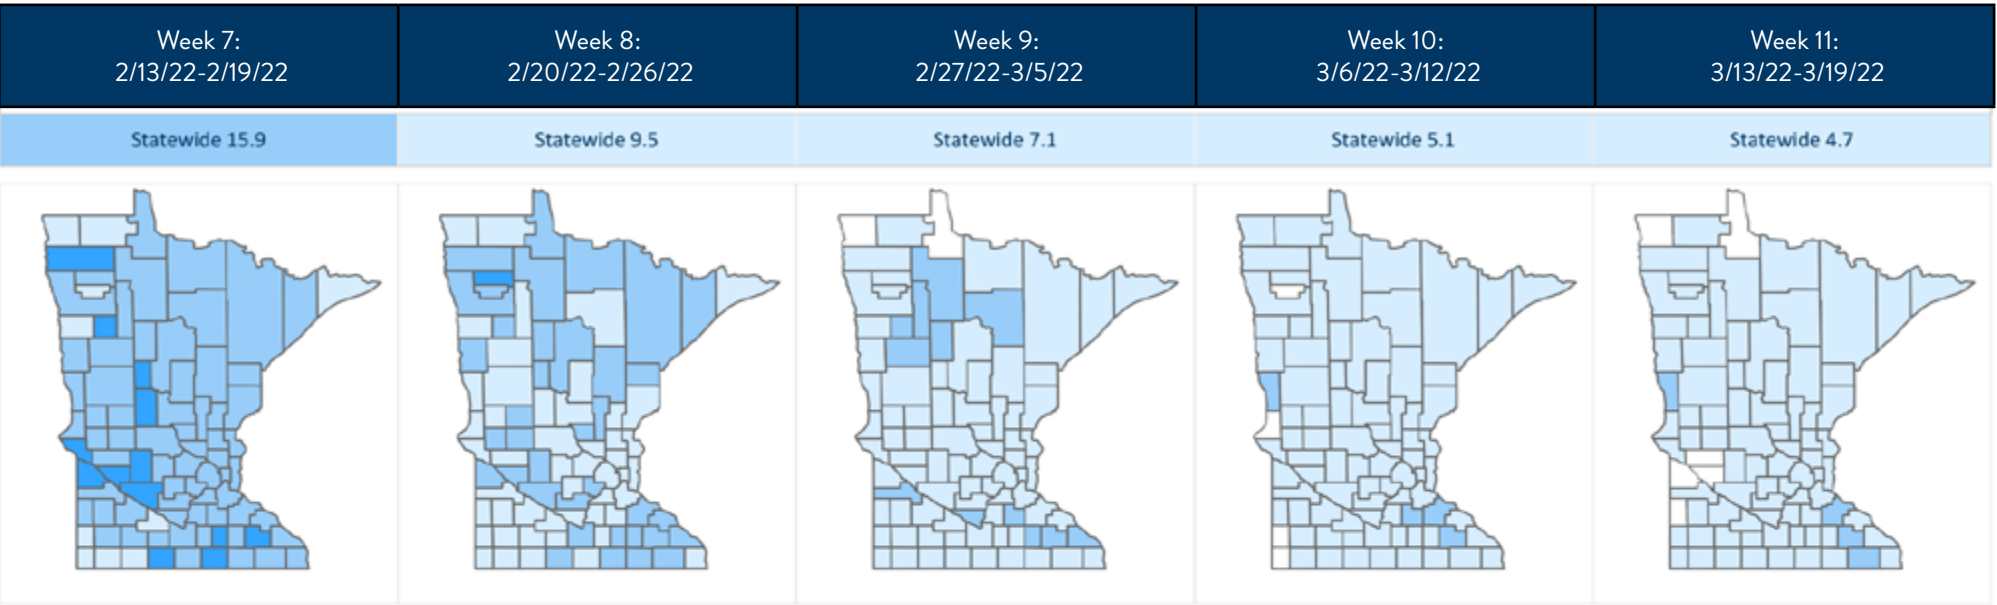 Week 7:
2/13/22-2/19/22
Week 8:
2/20/22-2/26/22
Week 9:
2/27/22-3/5/22
Week 10:
3/6/22-3/12/22
Week 11:
3/13/22-3/19/22
Statewide 15.9
Statewide 9.5
Statewide 7.1
Statewide 5.1
Statewide 4.7